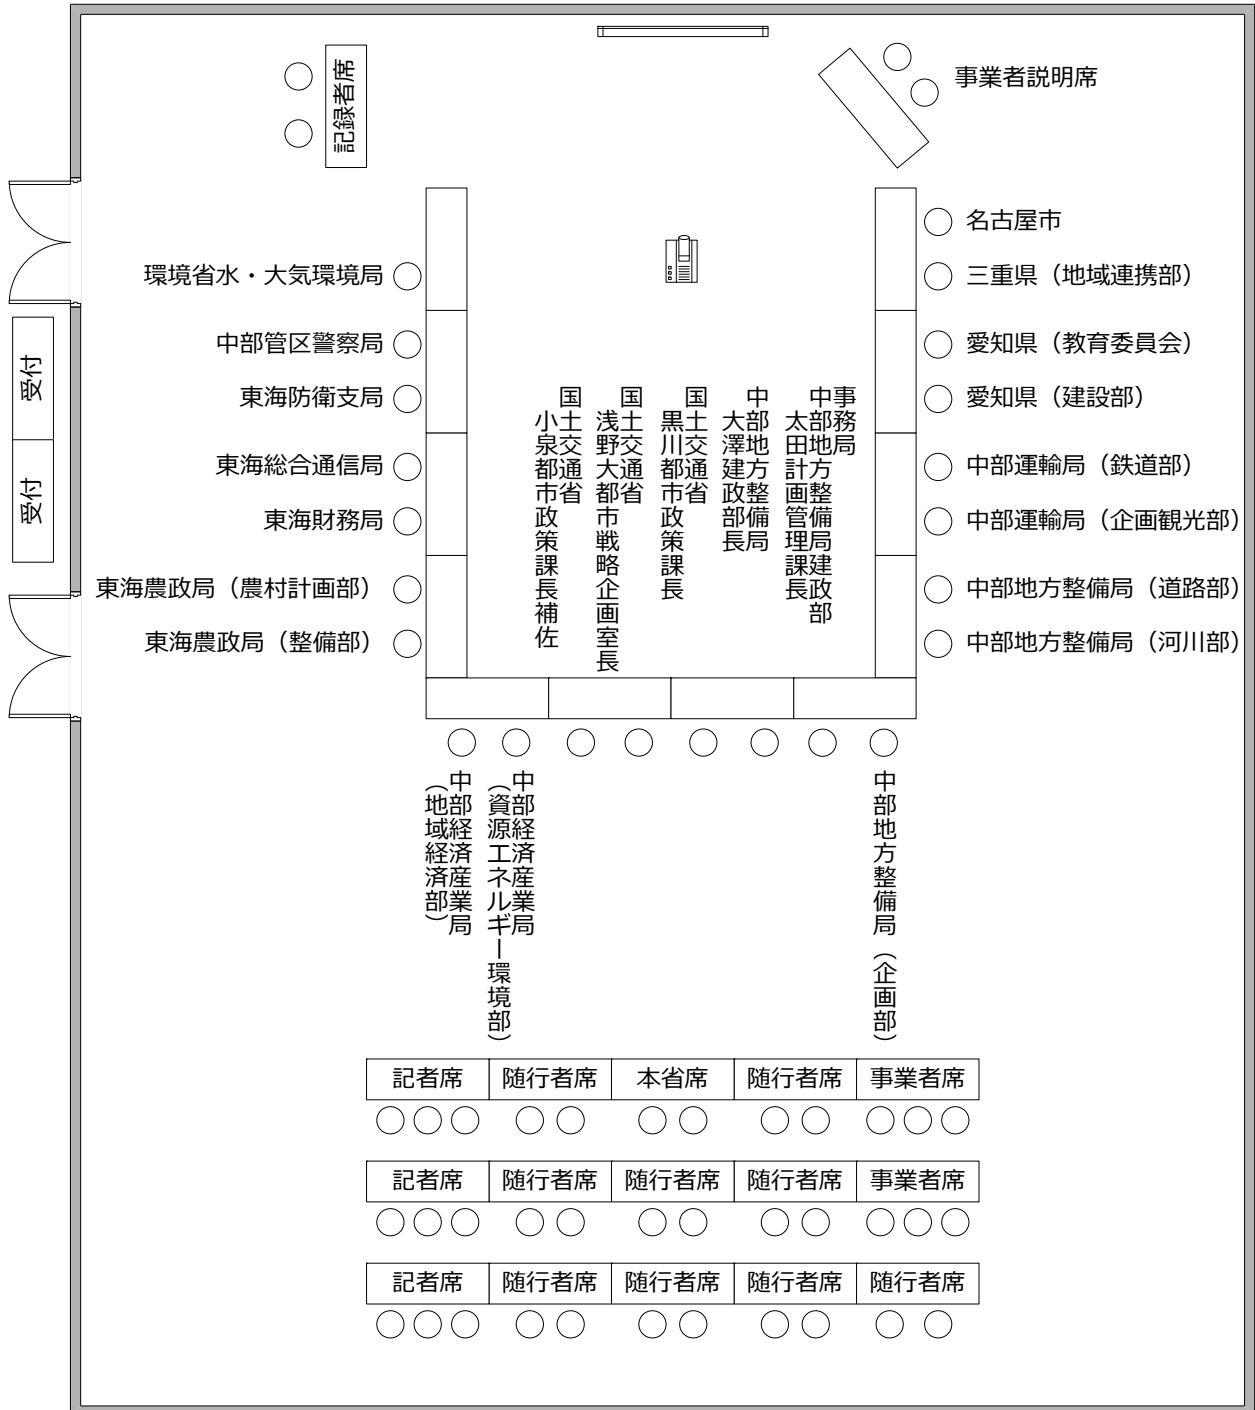 記録者席
事業者説明席
名古屋市
三重県（地域連携部）
愛知県（教育委員会）
愛知県（建設部）
中部運輸局（鉄道部）
中部運輸局（企画観光部）
中部地方整備局（道路部）
中部地方整備局（河川部）
環境省水・大気環境局
中部管区警察局
東海防衛支局
東海総合通信局
東海財務局
東海農政局（農村計画部）
東海農政局（整備部）
受付
受付
事務局
中部地方整備局建政部
太田計画管理課長
中部地方整備局
大澤建政部長
国土交通省
黒川都市政策課長
国土交通省
浅野大都市戦略企画室長
国土交通省
小泉都市政策課長補佐
中部地方整備局（企画部）
中部経済産業局
（資源エネルギー環境部）
中部経済産業局
（地域経済部）
記者席 随行者席 本省席 随行者席 事業者席
記者席 随行者席 随行者席 随行者席 事業者席
記者席 随行者席 随行者席 随行者席 随行者席